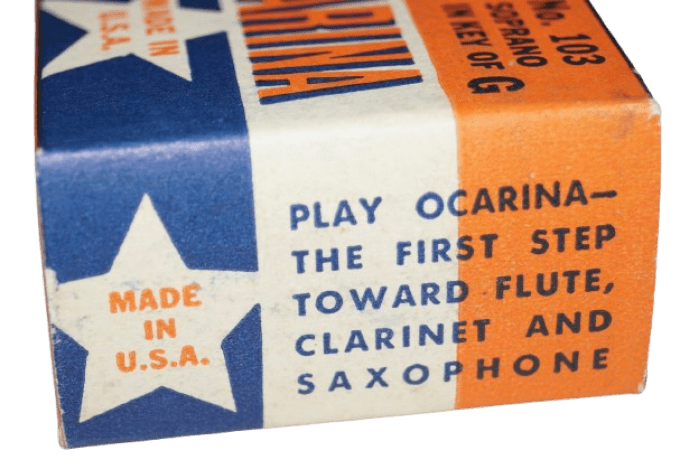 MADE IN
U.S.A.
No. 103
SOPRANO
IN KEY OF G
MADE
IN
U.S.A.
PLAY OCARINA—
THE FIRST STEP
TOWARD FLUTE,
CLARINET AND
SAXOPHONE